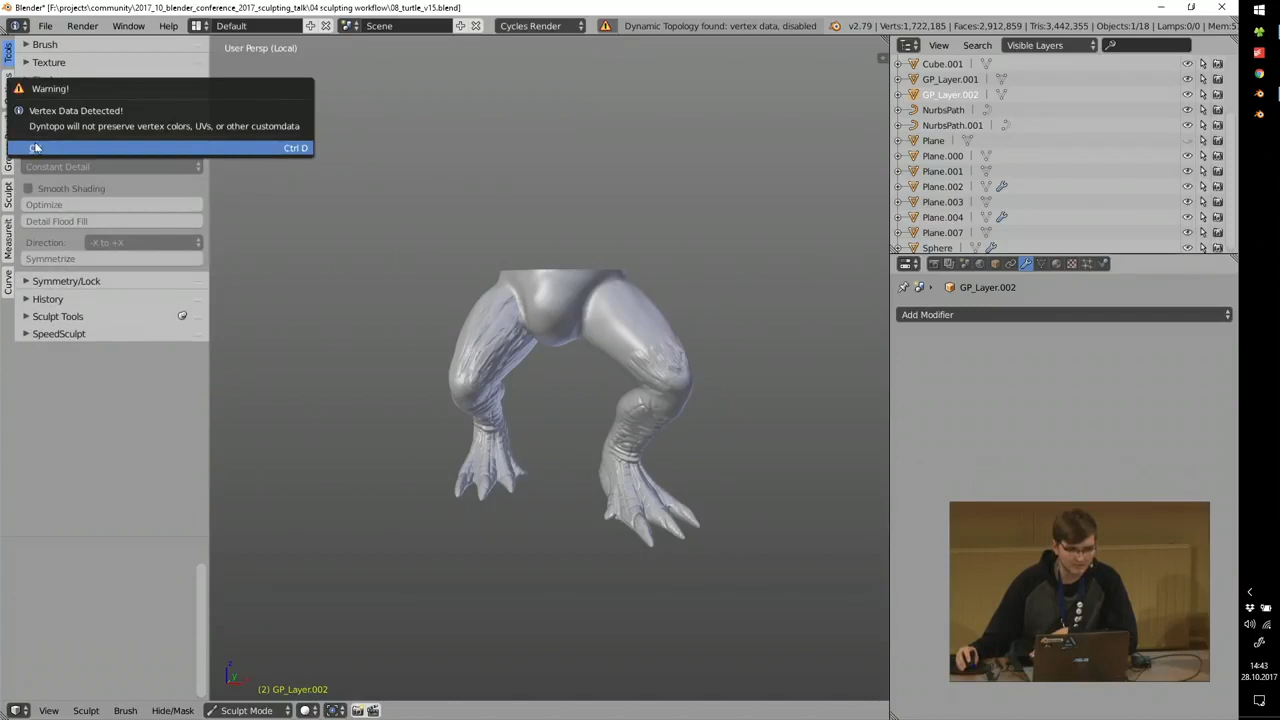 Blender* [F:\projects\community\2017_10_blender_conference_2017_sculpting_talk\04 sculpting workflow\08_turtle_v15.blend]
File Render Window Help Default Scene Cycles Render Dynamic Topology found: vertex data, disabled v2.79 | Verts:1,722,185 | Faces:2,912,859 | Tris:3,442,355 | Objects:1/18 | Lamps:0/0 | Mem:5
Tools
Brush
User Persp (Local)
Texture
Warning!
Vertex Data Detected!
Dyntopo will not preserve vertex colors, UVs, or other customdata
Ctrl D
Constant Detail
Smooth Shading
Optimize
Detail Flood Fill
Direction: -X to +X
Symmetrize
Symmetry/Lock
History
Sculpt Tools
SpeedSculpt
Sculpt
Measureit
Curve
View Search Visible Layers
Cube.001
GP_Layer.001
GP_Layer.002
NurbsPath
NurbsPath.001
Plane
Plane.000
Plane.001
Plane.002
Plane.003
Plane.004
Plane.007
Sphere
GP_Layer.002
Add Modifier
(2) GP_Layer.002
View Sculpt Brush Hide/Mask Sculpt Mode
14:43
28.10.2017